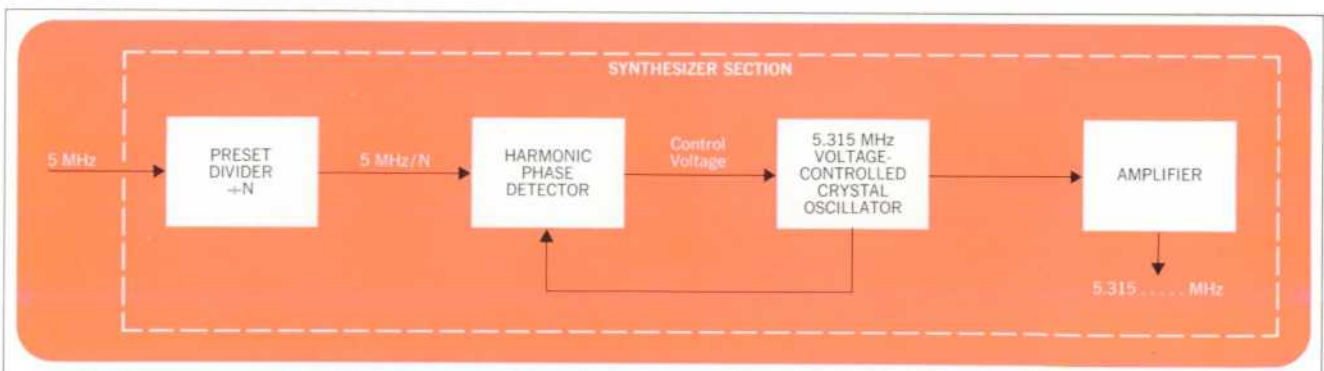 SYNTHESIZER SECTION
5 MHz
PRESET
DIVIDER
÷N
5 MHz/N
HARMONIC
PHASE
DETECTOR
Control
Voltage
5.315 MHz
VOLTAGE-
CONTROLLED
CRYSTAL
OSCILLATOR
AMPLIFIER
5.315 . . . . . MHz